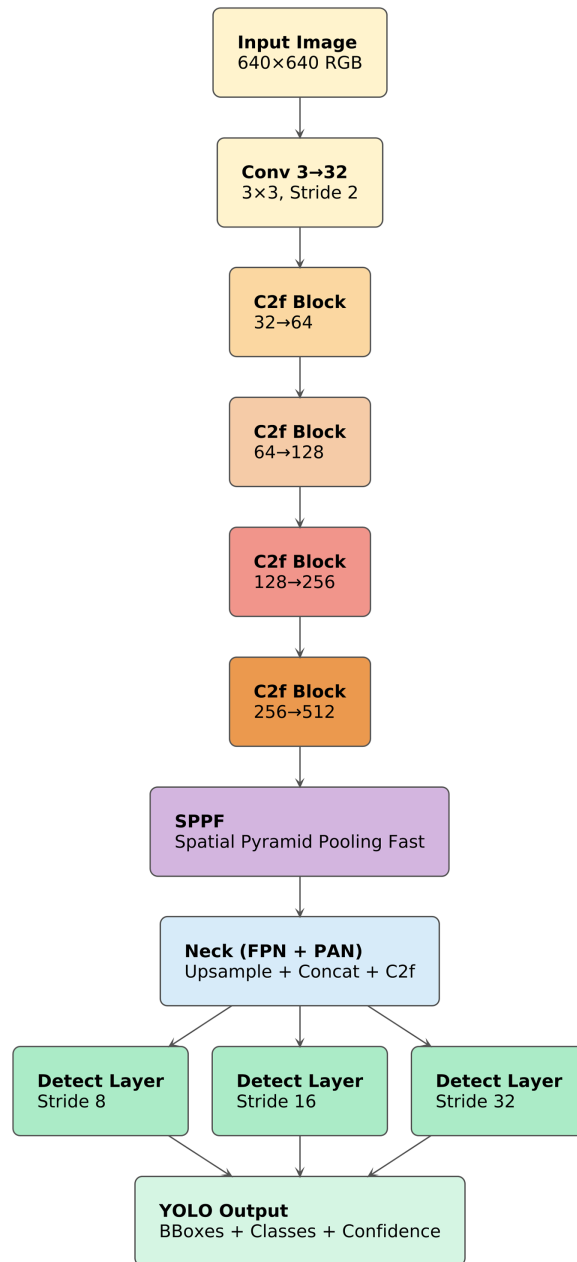 Input Image
640×640 RGB
Conv 3→32
3×3, Stride 2
C2f Block
32→64
C2f Block
64→128
C2f Block
128→256
C2f Block
256→512
SPPF
Spatial Pyramid Pooling Fast
Neck (FPN + PAN)
Upsample + Concat + C2f
Detect Layer
Stride 8
Detect Layer
Stride 16
Detect Layer
Stride 32
YOLO Output
BBoxes + Classes + Confidence